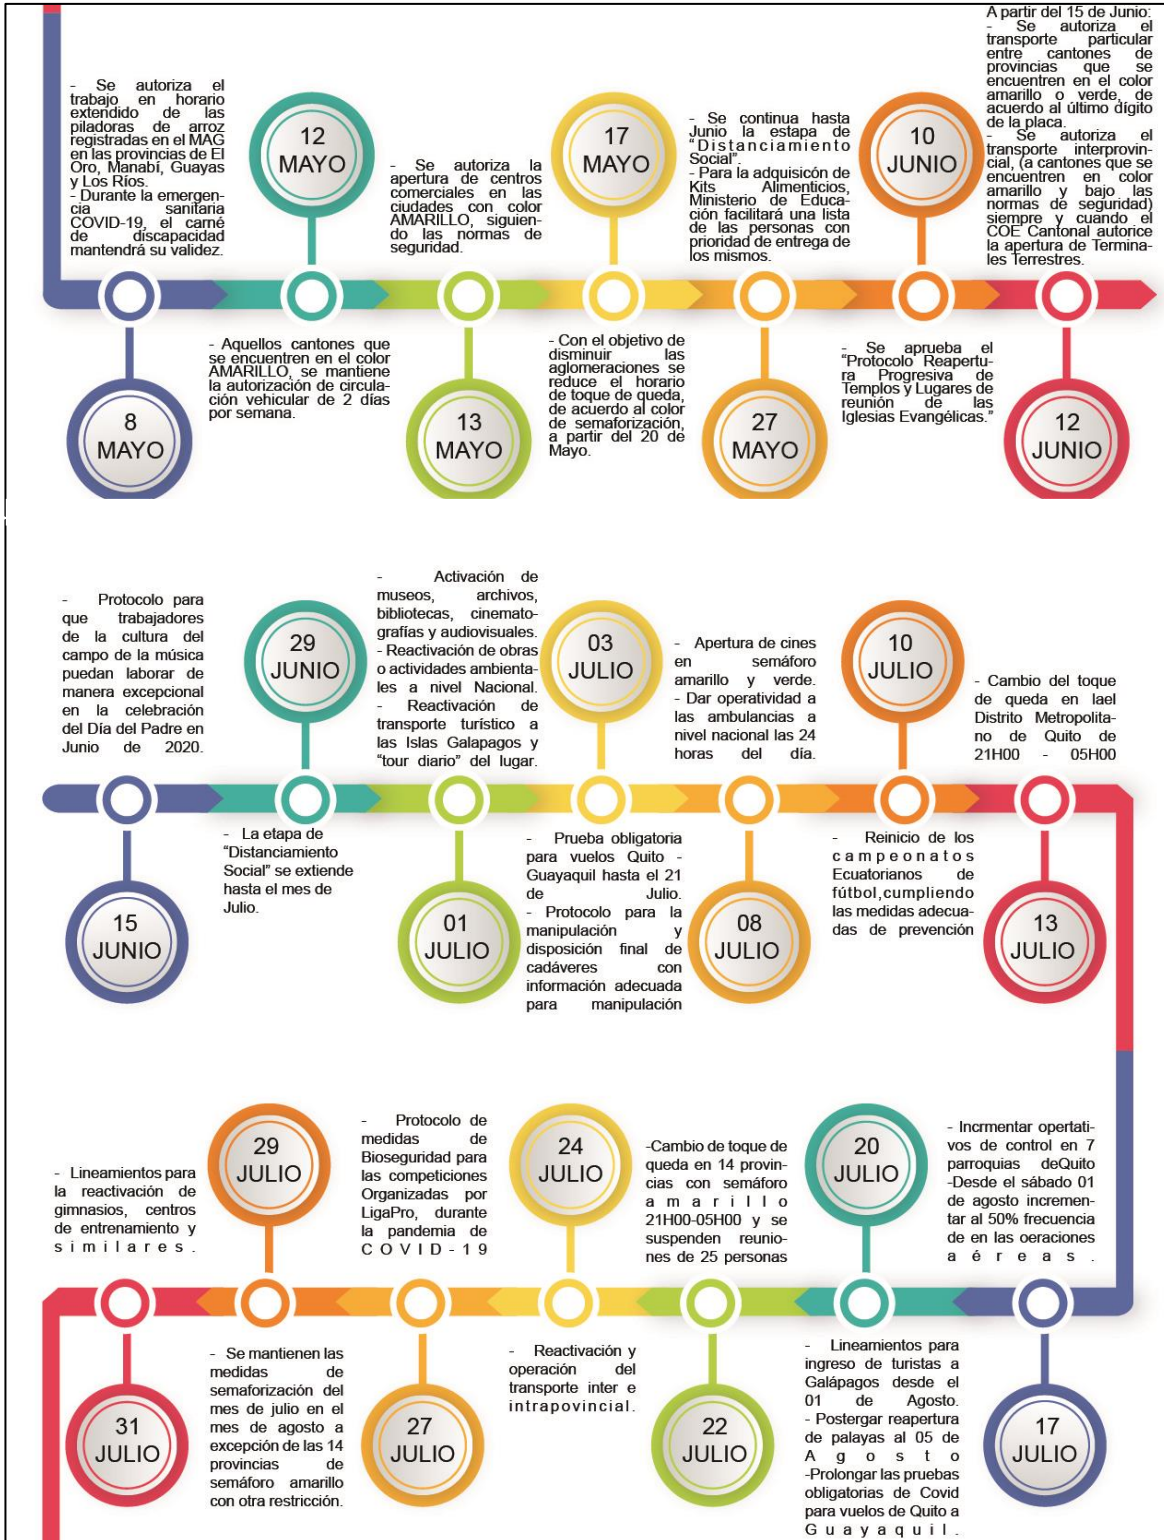 - Se autoriza el
trabajo en horario
extendido de las
piladoras de arroz
registradas en el MAG
en las provincias de El
Oro, Manabí, Guayas
y Los Ríos.
- Durante la emergen-
cia sanitaria
COVID-19, el carné
de discapacidad
mantendrá su validez.
8
MAYO
12
MAYO
- Aquellos cantones que
se encuentren en el color
AMARILLO, se mantiene
la autorización de circula-
ción vehicular de 2 días
por semana.
- Se autoriza la
apertura de centros
comerciales en las
ciudades con color
AMARILLO, siguien-
do las normas de
seguridad.
13
MAYO
17
MAYO
- Con el objetivo de
disminuir las
aglomeraciones se
reduce el horario
de toque de queda,
de acuerdo al color
de semaforización,
a partir del 20 de
Mayo.
- Se continua hasta
Junio la estapa de
"Distanciamiento
Social".
- Para la adquisicón de
Kits Alimenticios,
Ministerio de Educa-
ción facilitará una lista
de las personas con
prioridad de entrega de
los mismos.
27
MAYO
10
JUNIO
- Se aprueba el
"Protocolo Reapertu-
ra Progresiva de
Templos y Lugares de
reunión de las
Iglesias Evangélicas."
A partir del 15 de Junio:
- Se autoriza el
transporte particular
entre cantones de
provincias que se
encuentren en el color
amarillo o verde, de
acuerdo al último dígito
de la placa.
- Se autoriza el
transporte interprovin-
cial, (a cantones que se
encuentren en color
amarillo y bajo las
normas de seguridad)
siempre y cuando el
COE Cantonal autorice
la apertura de Termina-
les Terrestres.
12
JUNIO
- Protocolo para
que trabajadores
de la cultura del
campo de la música
puedan laborar de
manera excepcional
en la celebración
del Día del Padre en
Junio de 2020.
15
JUNIO
29
JUNIO
- La etapa de
"Distanciamiento
Social" se extiende
hasta el mes de
Julio.
- Activación de
museos, archivos,
bibliotecas, cinemato-
grafías y audiovisuales.
- Reactivación de obras
o actividades ambienta-
les a nivel Nacional.
- Reactivación de
transporte turístico a
las Islas Galapagos y
"tour diario" del lugar.
01
JULIO
03
JULIO
- Prueba obligatoria
para vuelos Quito -
Guayaquil hasta el 21
de Julio.
- Protocolo para la
manipulación y
disposición final de
cadáveres con
información adecuada
para manipulación
- Apertura de cines
en semáforo
amarillo y verde.
- Dar operatividad a
las ambulancias a
nivel nacional las 24
horas del día.
08
JULIO
10
JULIO
- Reinicio de los
campeonatos
Ecuatorianos de
fútbol,cumpliendo
las medidas adecua-
das de prevención
- Cambio del toque
de queda en lael
Distrito Metropolita-
no de Quito de
21H00 - 05H00
13
JULIO
- Lineamientos para
la reactivación de
gimnasios, centros
de entrenamiento y
similares.
31
JULIO
29
JULIO
- Se mantienen las
medidas de
semaforización del
mes de julio en el
mes de agosto a
excepción de las 14
provincias de
semáforo amarillo
con otra restricción.
- Protocolo de
medidas de
Bioseguridad para
las competiciones
Organizadas por
LigaPro, durante
la pandemia de
COVID-19
27
JULIO
24
JULIO
- Reactivación y
operación del
transporte inter e
intrapovincial.
-Cambio de toque de
queda en 14 provin-
cias con semáforo
amarillo
21H00-05H00 y se
suspenden reunio-
nes de 25 personas
22
JULIO
20
JULIO
- Lineamientos para
ingreso de turistas a
Galápagos desde el
01 de Agosto.
- Postergar reapertura
de palayas al 05 de
Agosto
-Prolongar las pruebas
obligatorias de Covid
para vuelos de Quito a
Guayaquil.
- Incrmentar opertati-
vos de control en 7
parroquias deQuito
-Desde el sábado 01
de agosto incremen-
tar al 50% frecuencia
de en las oeraciones
aéreas.
17
JULIO